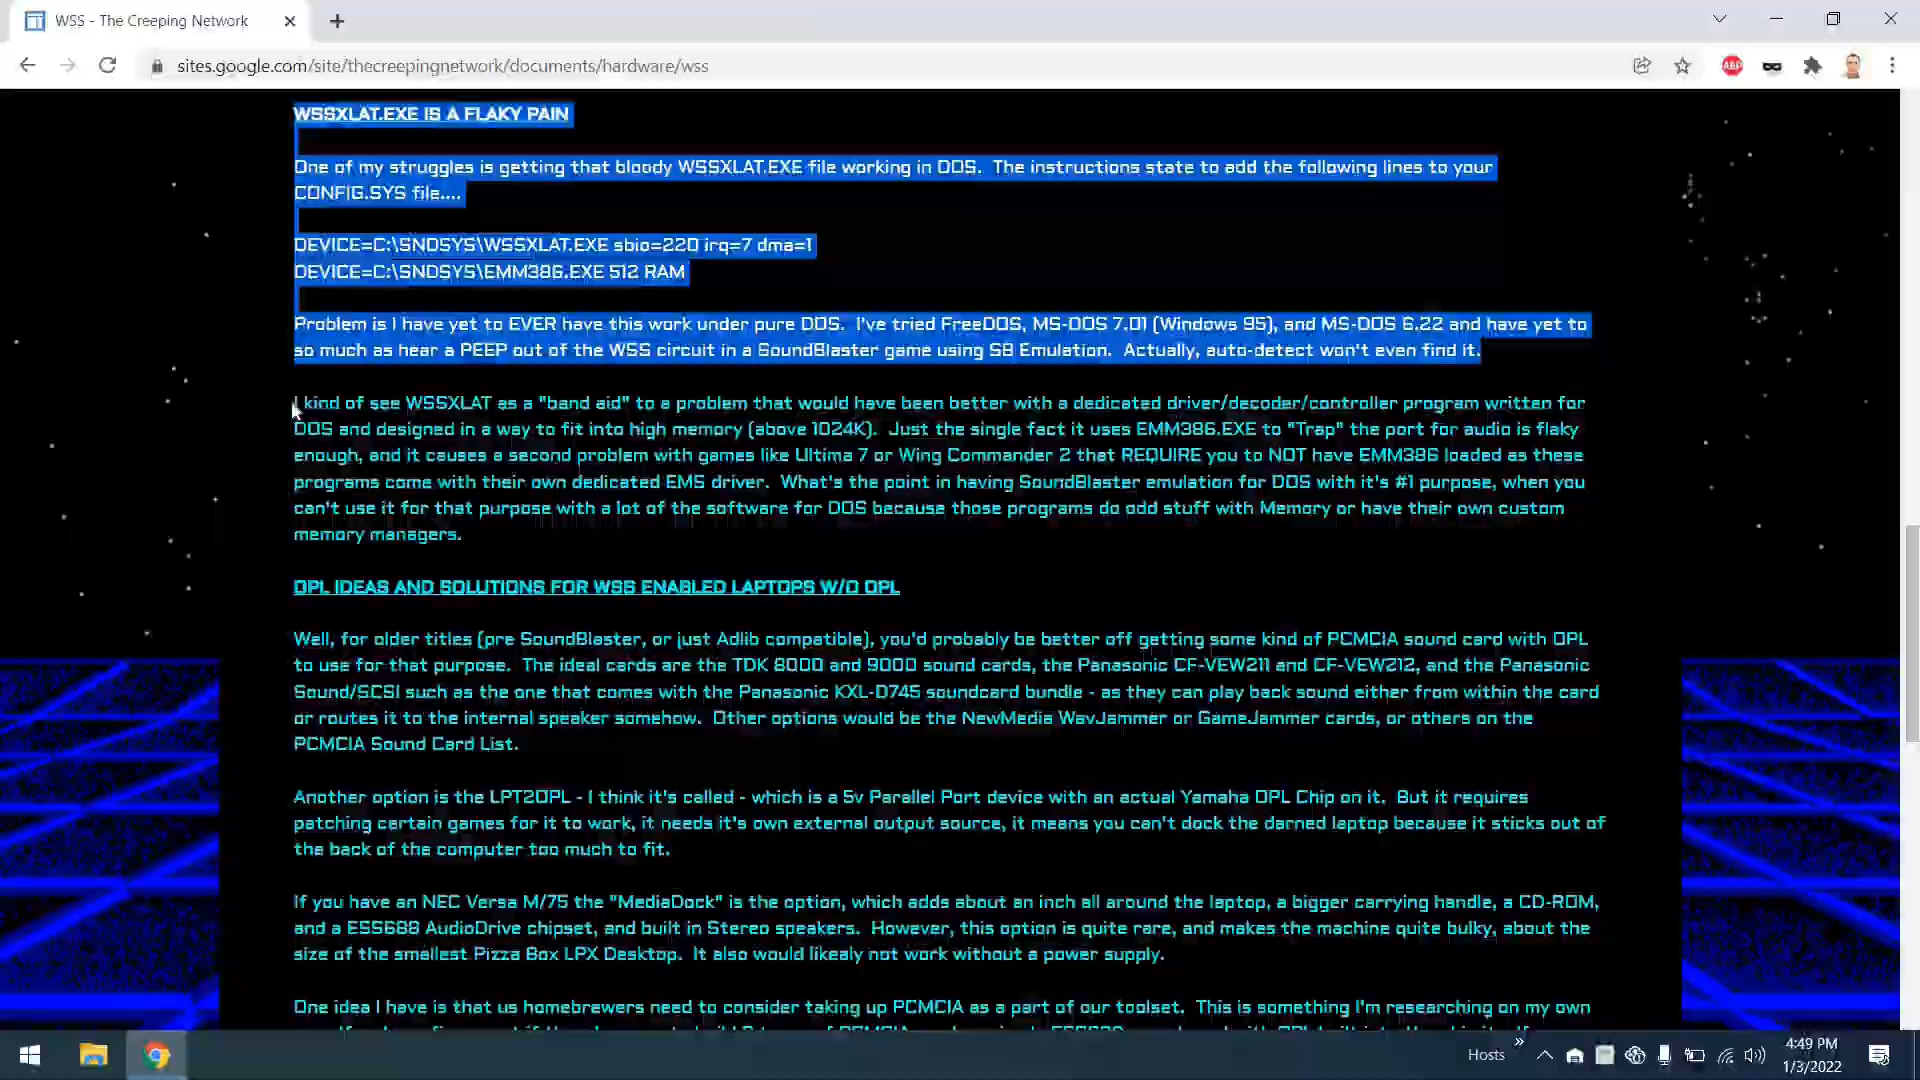 WSS - The Creeping Network
sites.google.com/site/thecreepingnetwork/documents/hardware/wss
ABP
WSSXLAT.EXE IS A FLAKY PAIN
One of my struggles is getting that bloody WSSXLAT.EXE file working in DOS. The instructions state to add the following lines to your
CONFIG.SYS file....
DEVICE=C:\SNDSYS\WSSXLAT.EXE sbio=220 irq=7 dma=1
DEVICE=C:\SNDSYS\EMM386.EXE 512 RAM
Problem is I have yet to EVER have this work under pure DOS. I've tried FreeDOS, MS-DOS 7.01 (Windows 95), and MS-DOS 6.22 and have yet to
so much as hear a PEEP out of the WSS circuit in a SoundBlaster game using SB Emulation. Actually, auto-detect won't even find it.
I kind of see WSSXLAT as a "band aid" to a problem that would have been better with a dedicated driver/decoder/controller program written for
DOS and designed in a way to fit into high memory (above 1024K). Just the single fact it uses EMM386.EXE to "Trap" the port for audio is flaky
enough, and it causes a second problem with games like Ultima 7 or Wing Commander 2 that REQUIRE you to NOT have EMM386 loaded as these
programs come with their own dedicated EMS driver. What's the point in having SoundBlaster emulation for DOS with it's #1 purpose, when you
can't use it for that purpose with a lot of the software for DOS because those programs do odd stuff with Memory or have their own custom
memory managers.
OPL IDEAS AND SOLUTIONS FOR WSS ENABLED LAPTOPS W/O OPL
Well, for older titles (pre SoundBlaster, or just Adlib compatible), you'd probably be better off getting some kind of PCMCIA sound card with OPL
to use for that purpose. The ideal cards are the TDK 8000 and 9000 sound cards, the Panasonic CF-VEW211 and CF-VEW212, and the Panasonic
Sound/SCSI such as the one that comes with the Panasonic KXL-D745 soundcard bundle - as they can play back sound either from within the card
or routes it to the internal speaker somehow. Other options would be the NewMedia WavJammer or GameJammer cards, or others on the
PCMCIA Sound Card List.
Another option is the LPT2OPL - I think it's called - which is a 5v Parallel Port device with an actual Yamaha OPL Chip on it. But it requires
patching certain games for it to work, it needs it's own external output source, it means you can't dock the darned laptop because it sticks out of
the back of the computer too much to fit.
If you have an NEC Versa M/75 the "MediaDock" is the option, which adds about an inch all around the laptop, a bigger carrying handle, a CD-ROM,
and a ESS688 AudioDrive chipset, and built in Stereo speakers. However, this option is quite rare, and makes the machine quite bulky, about the
size of the smallest Pizza Box LPX Desktop. It also would likealy not work without a power supply.
One idea I have is that us homebrewers need to consider taking up PCMCIA as a part of our toolset. This is something I'm researching on my own
Hosts
4:49 PM
1/3/2022